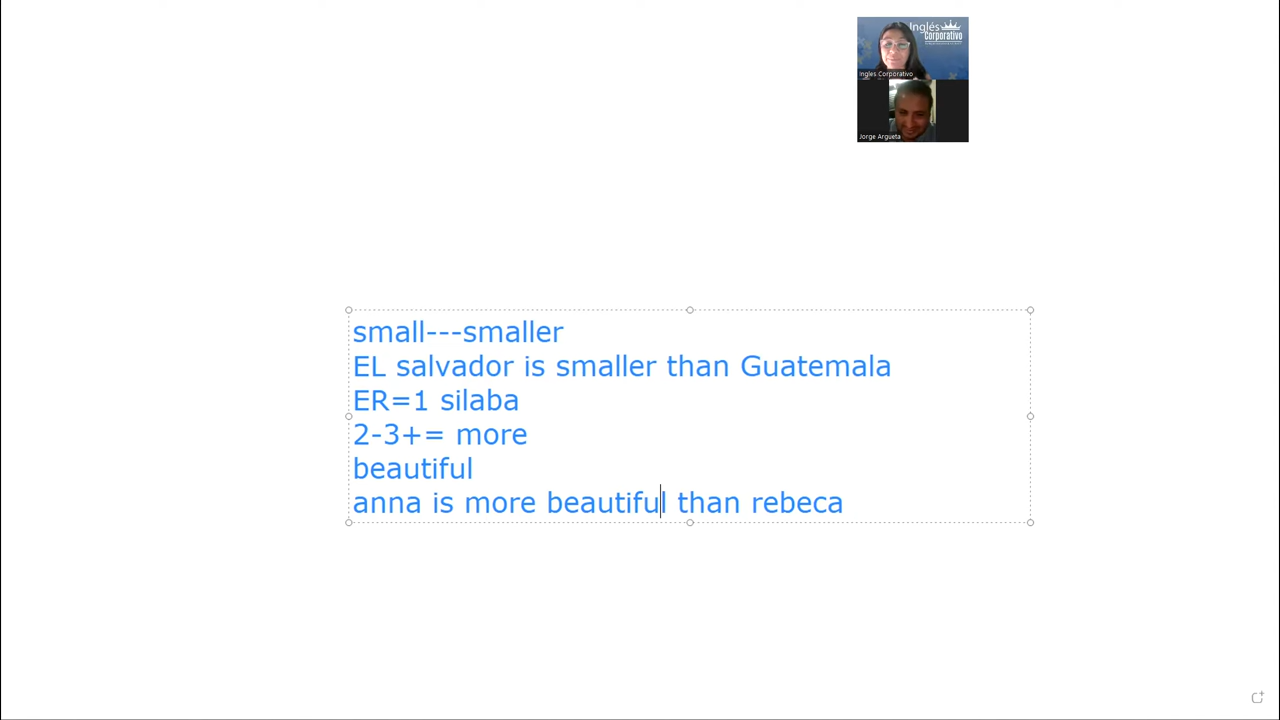 Inglés
Corporativo
Ingles Corporativo
Jorge Argueta
small---smaller
EL salvador is smaller than Guatemala
ER=1 silaba
2-3+= more
beautiful
anna is more beautiful than rebeca